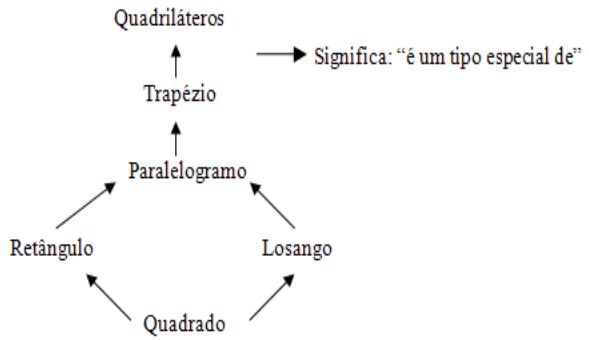 Quadriláteros
Significa: “é um tipo especial de”
Trapézio
Paralelogramo
Retângulo
Losango
Quadrado